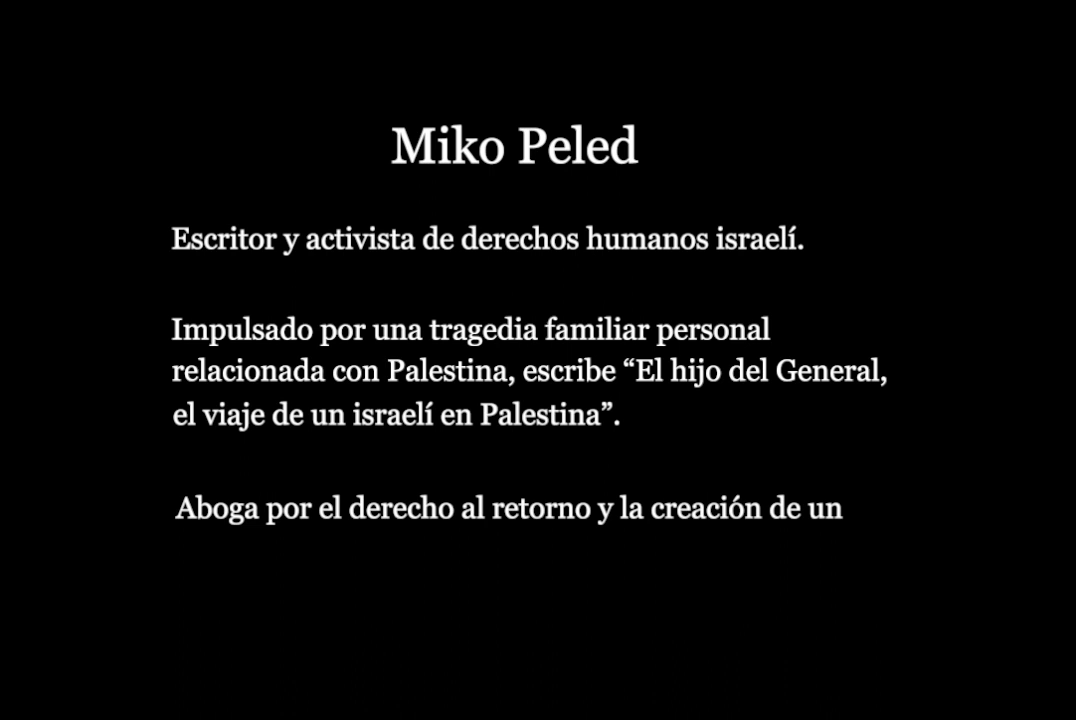 Miko Peled
Escritor y activista de derechos humanos israelí.
Impulsado por una tragedia familiar personal
relacionada con Palestina, escribe “El hijo del General,
el viaje de un israelí en Palestina”.
Aboga por el derecho al retorno y la creación de un